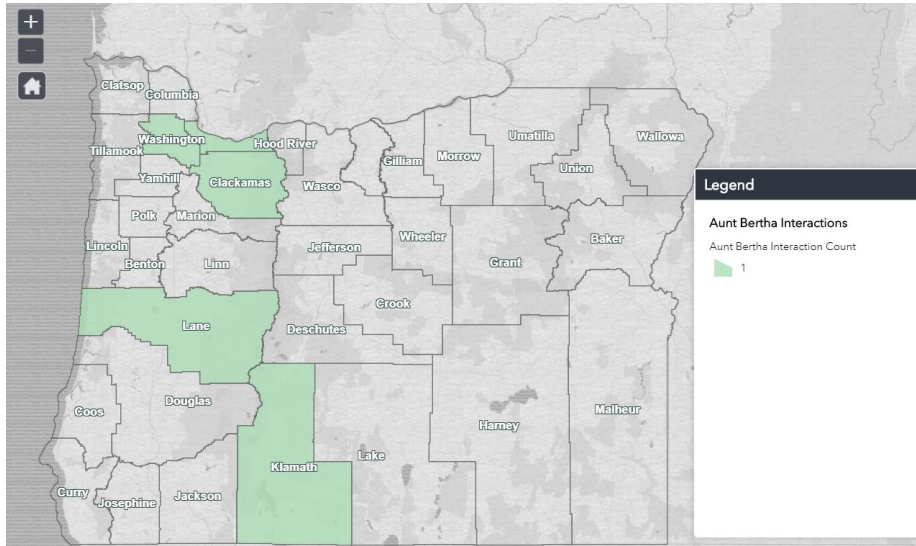 +
−
Clatsop
Columbia
Washington
Hood River
Tillamook
Yamhill
Clackamas
Wasco
Gilliam
Morrow
Umatilla
Union
Wallowa
Polk
Marion
Lincoln
Benton
Linn
Jefferson
Wheeler
Grant
Baker
Crook
Lane
Deschutes
Coos
Douglas
Klamath
Lake
Harney
Malheur
Curry
Josephine
Jackson
Legend
Aunt Bertha Interactions
Aunt Bertha Interaction Count
1